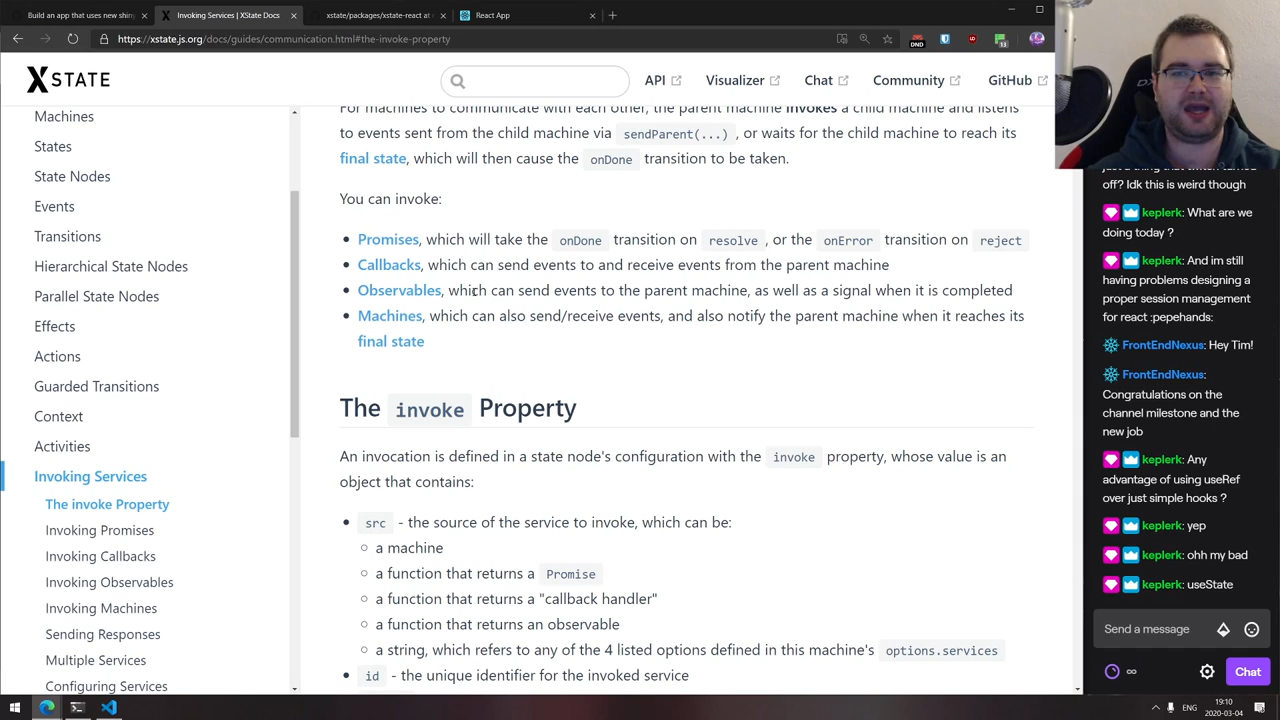 Build an app that uses new shiny
Invoking Services | XState Docs
xstate/packages/xstate-react at
React App
https://xstate.js.org/docs/guides/communication.html#the-invoke-property
DND
13
XSTATE
API
Visualizer
Chat
Community
GitHub
Machines
States
State Nodes
Events
Transitions
Hierarchical State Nodes
Parallel State Nodes
Effects
Actions
Guarded Transitions
Context
Activities
Invoking Services
The invoke Property
Invoking Promises
Invoking Callbacks
Invoking Observables
Invoking Machines
Sending Responses
Multiple Services
Configuring Services
For machines to communicate with each other, the parent machine invokes a child machine and listens
to events sent from the child machine via sendParent(...) , or waits for the child machine to reach its
final state, which will then cause the onDone transition to be taken.
You can invoke:
• Promises, which will take the onDone transition on resolve , or the onError transition on reject
• Callbacks, which can send events to and receive events from the parent machine
• Observables, which can send events to the parent machine, as well as a signal when it is completed
• Machines, which can also send/receive events, and also notify the parent machine when it reaches its
final state
The invoke Property
An invocation is defined in a state node's configuration with the invoke property, whose value is an
object that contains:
• src - the source of the service to invoke, which can be:
○ a machine
○ a function that returns a Promise
○ a function that returns a "callback handler"
○ a function that returns an observable
○ a string, which refers to any of the 4 listed options defined in this machine's options.services
• id - the unique identifier for the invoked service
just a thing that twitch turned
off? Idk this is weird though
keplerk: What are we
doing today ?
keplerk: And im still
having problems designing a
proper session management
for react :pepehands:
FrontEndNexus: Hey Tim!
FrontEndNexus:
Congratulations on the
channel milestone and the
new job
keplerk: Any
advantage of using useRef
over just simple hooks ?
keplerk: yep
keplerk: ohh my bad
keplerk: useState
Send a message
∞
Chat
ENG
19:10
2020-03-04